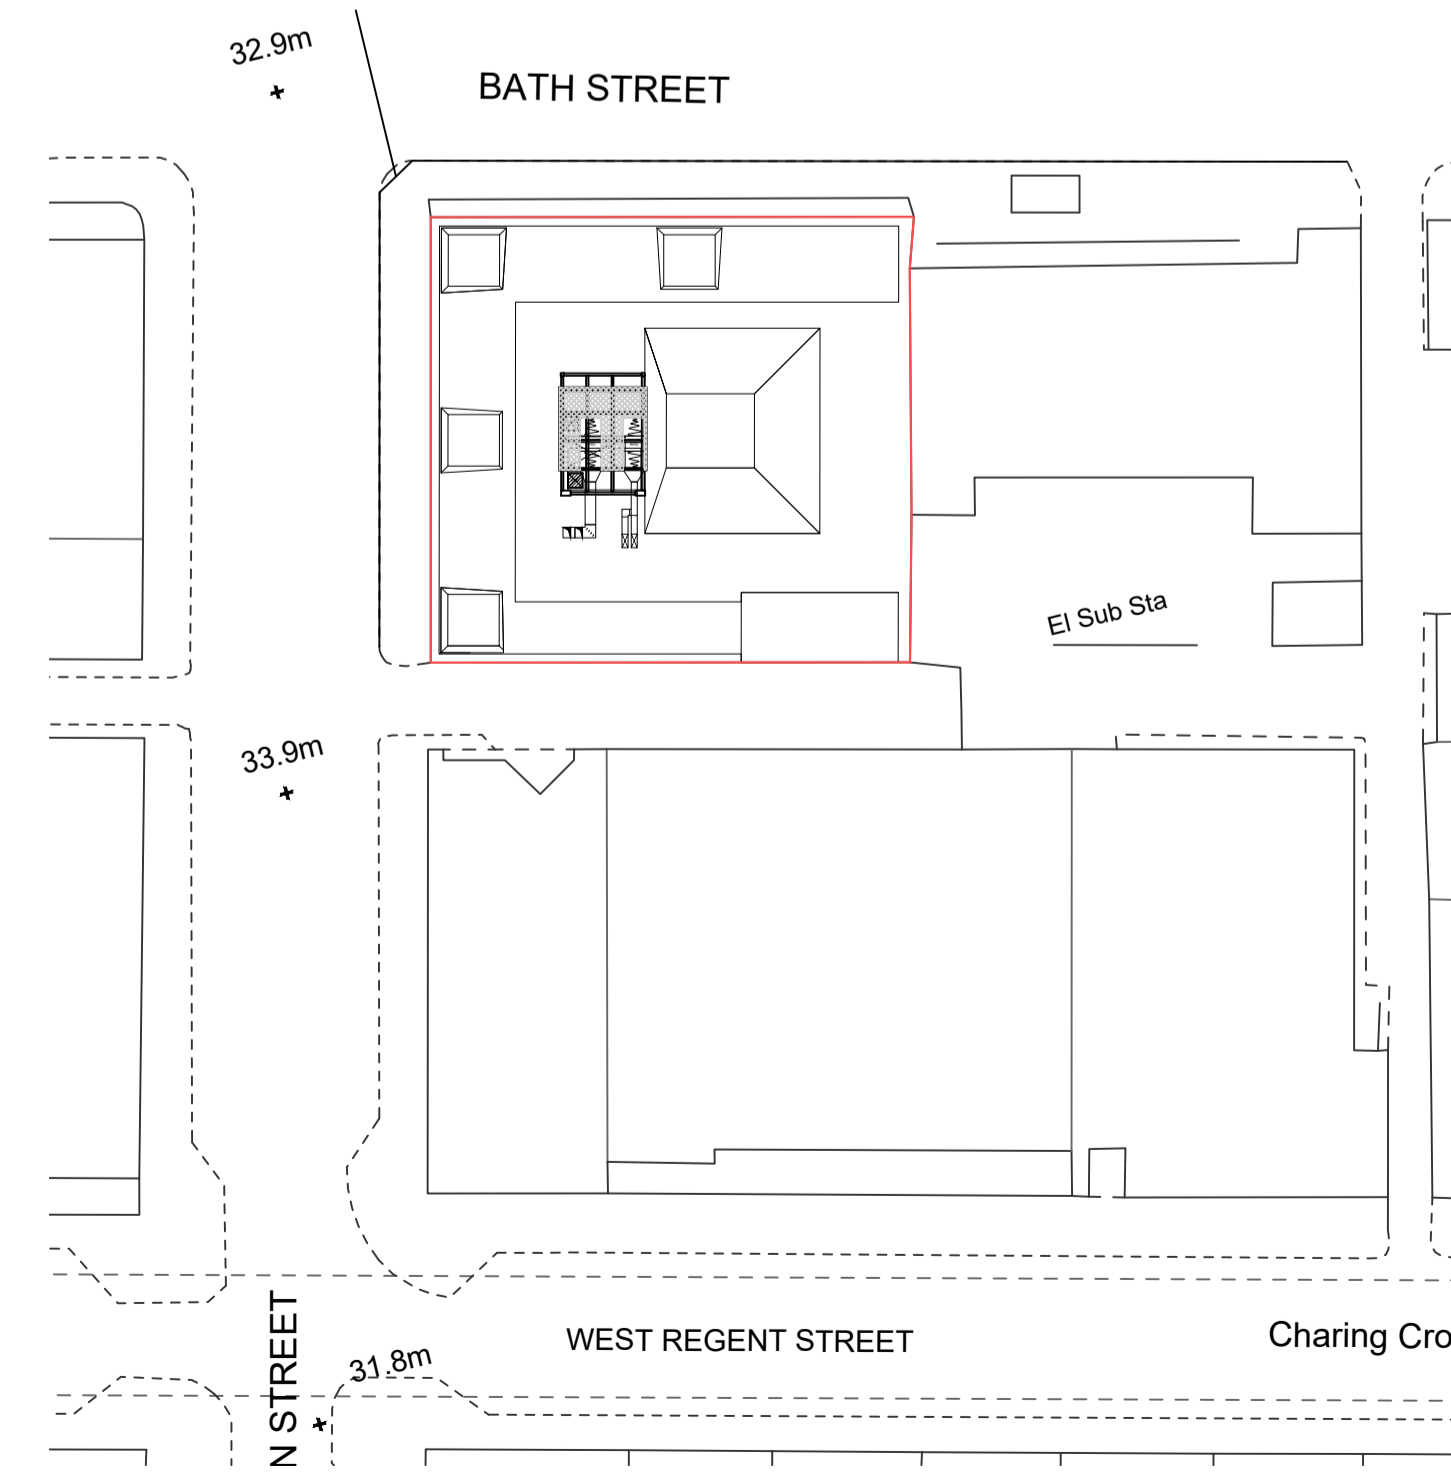 32.9m
BATH STREET
El Sub Sta
33.9m
WEST REGENT STREET
Charing Cro
31.8m
N STREET